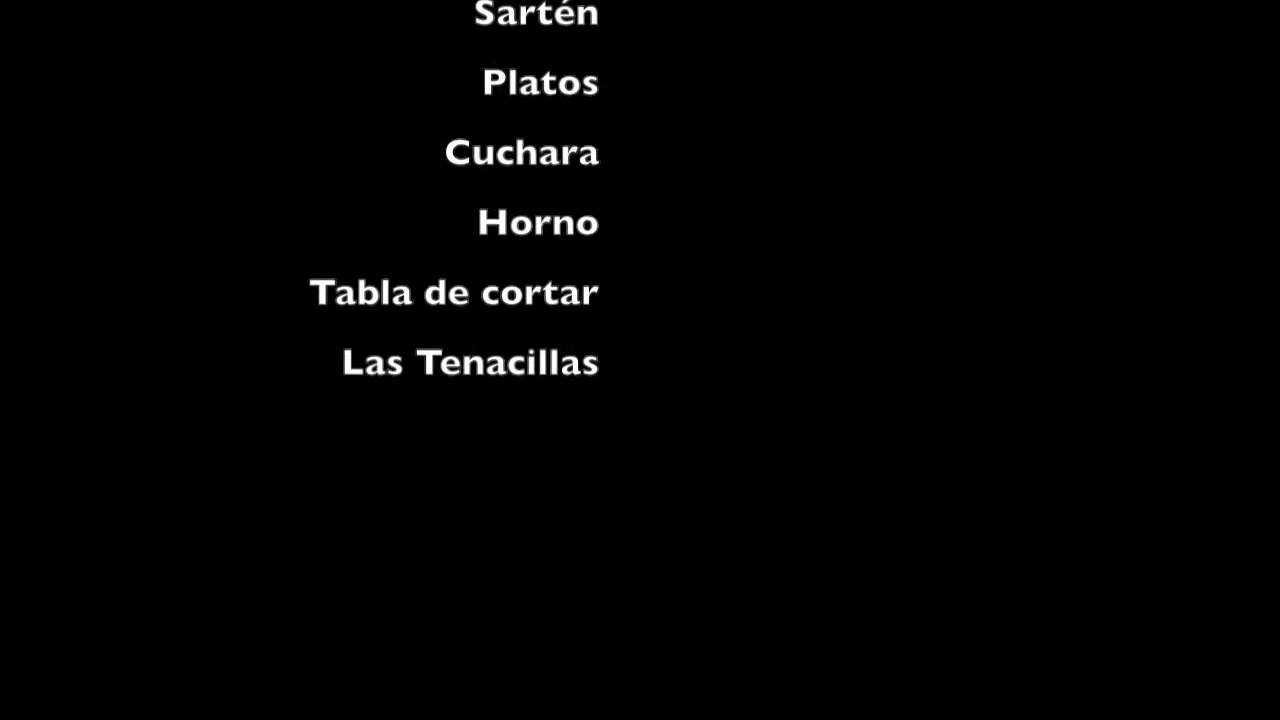 Sartén
Platos
Cuchara
Horno
Tabla de cortar
Las Tenacillas